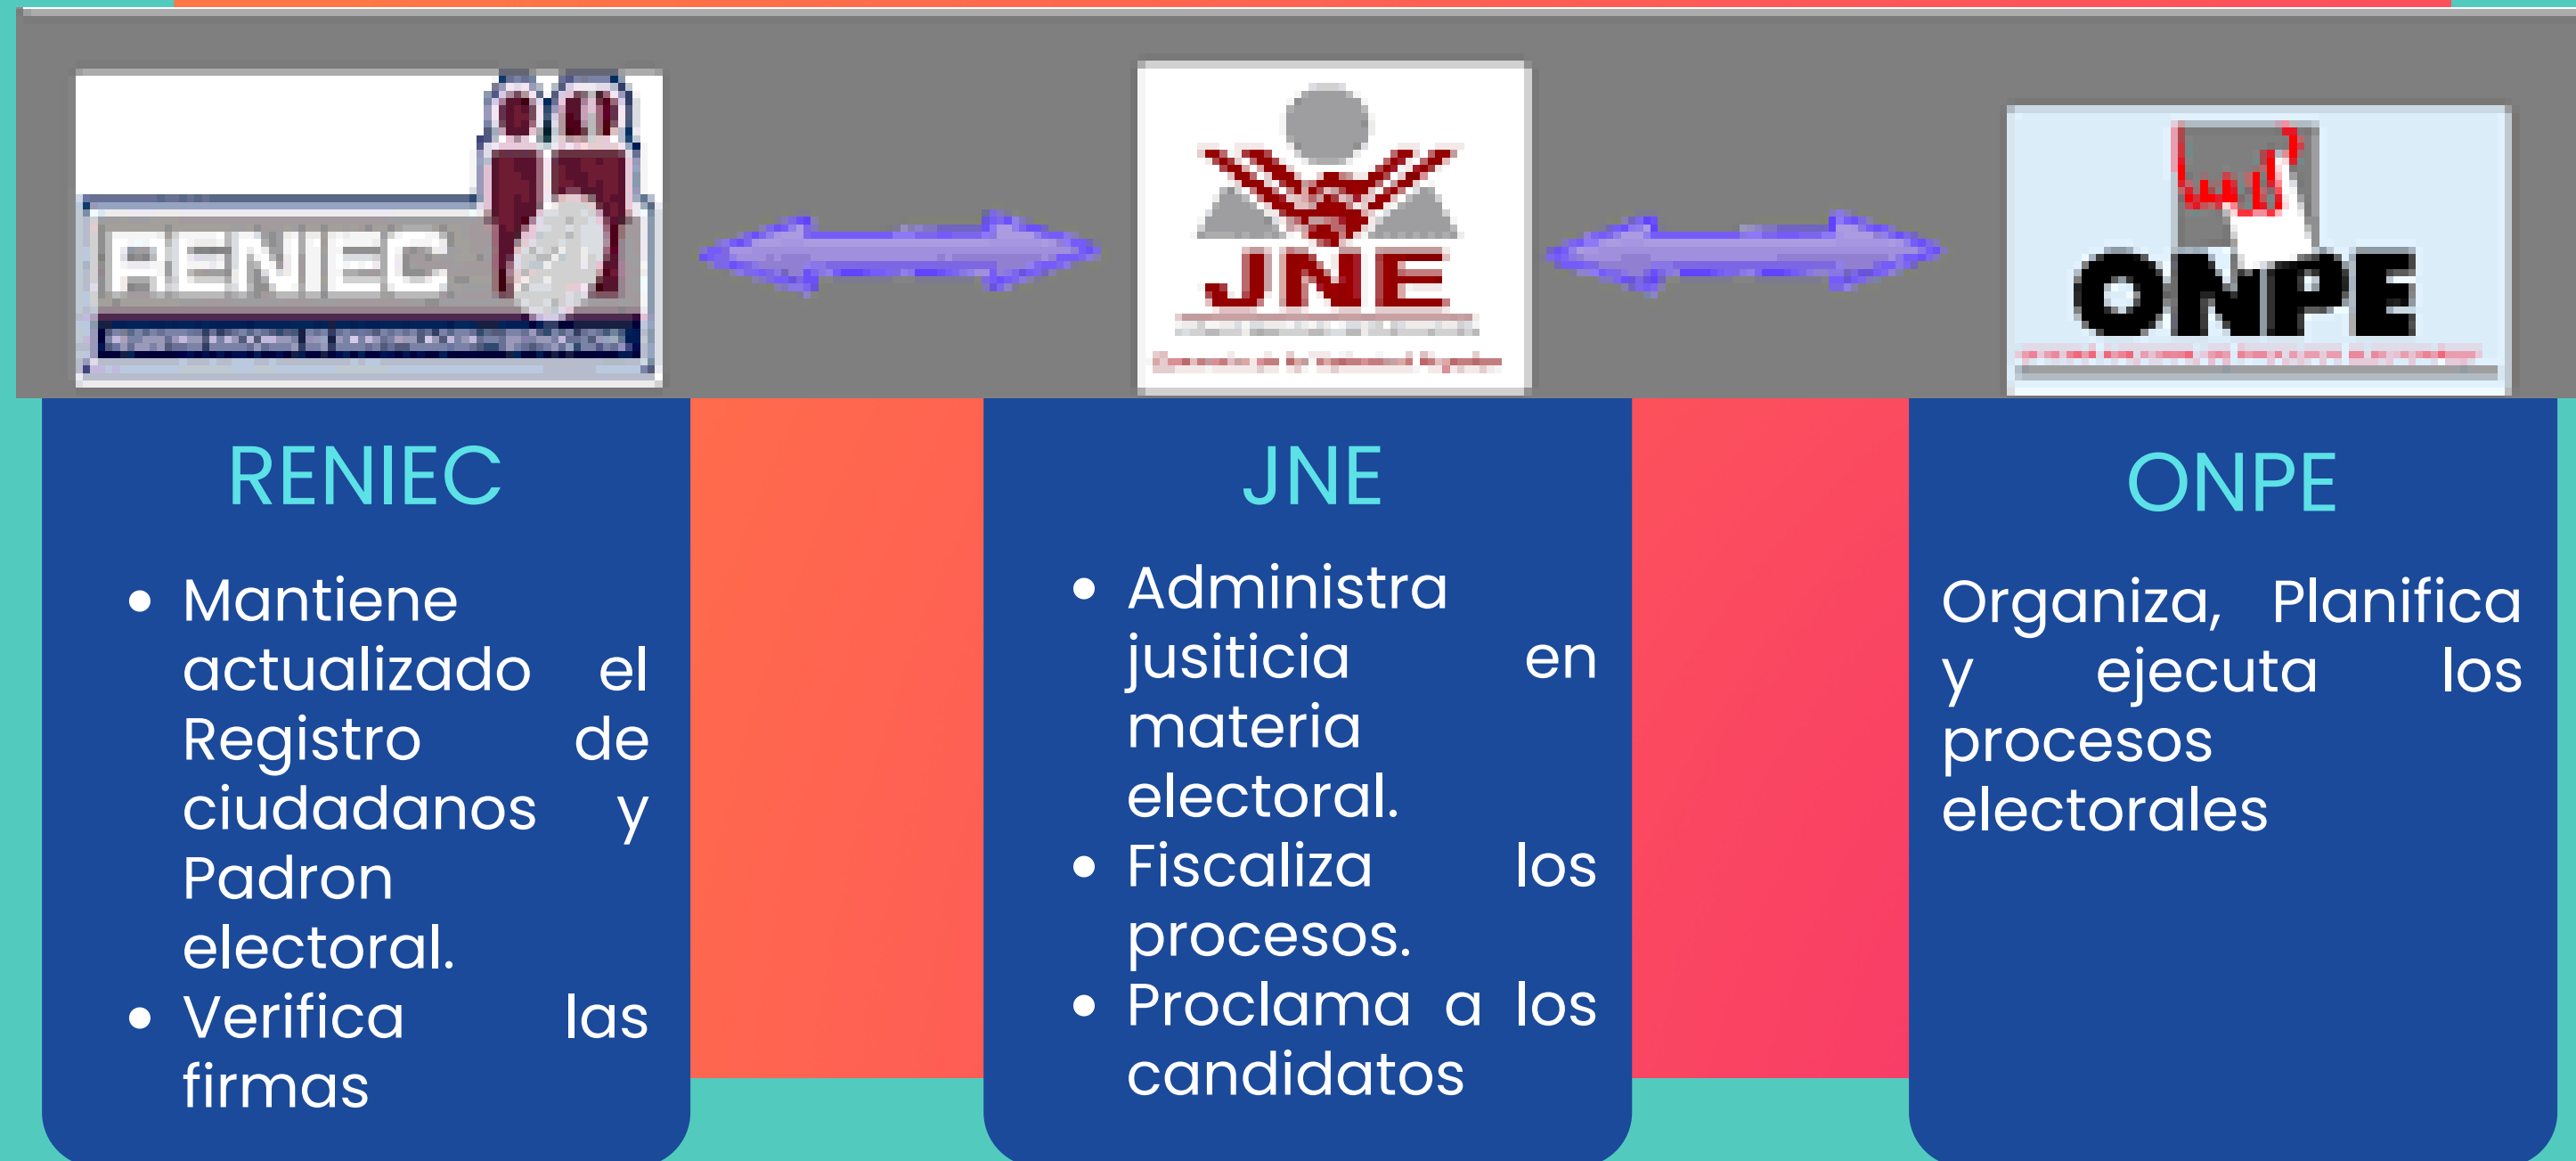 RENIEC
JNE
ONPE
RENIEC
Mantiene
actualizado el
Registro de
ciudadanos y
Padron
electoral.
Verifica las
firmas
JNE
Administra
jusiticia en
materia
electoral.
Fiscaliza los
procesos.
Proclama a los
candidatos
ONPE
Organiza, Planifica
y ejecuta los
procesos
electorales